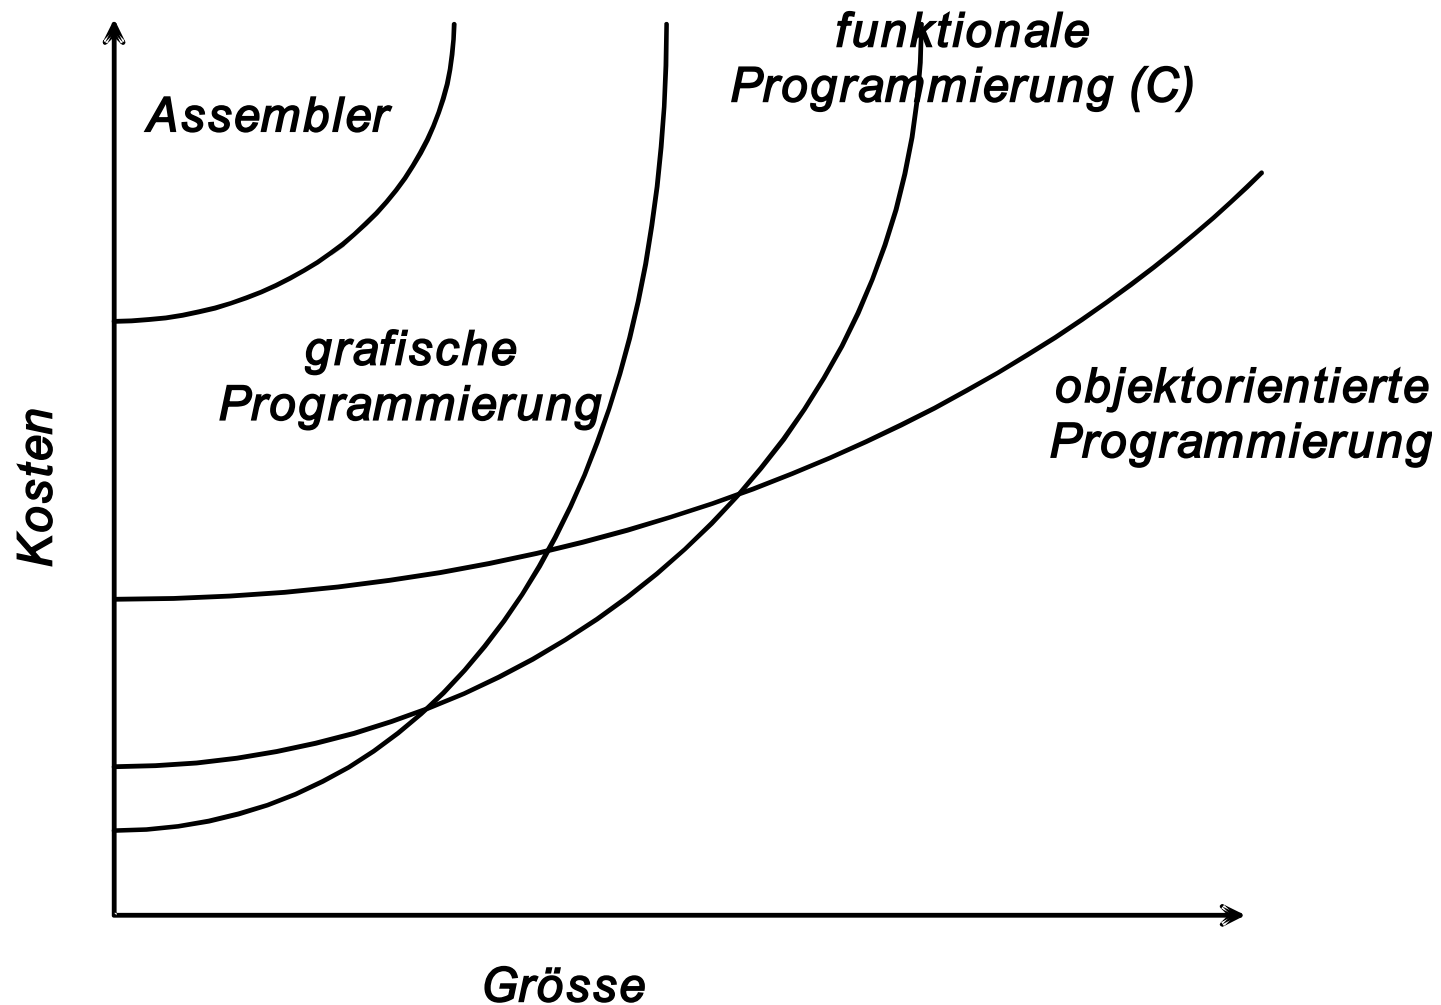 funktionale
Programmierung (C)
Assembler
grafische
Programmierung
objektorientierte
Programmierung
Kosten
Grösse